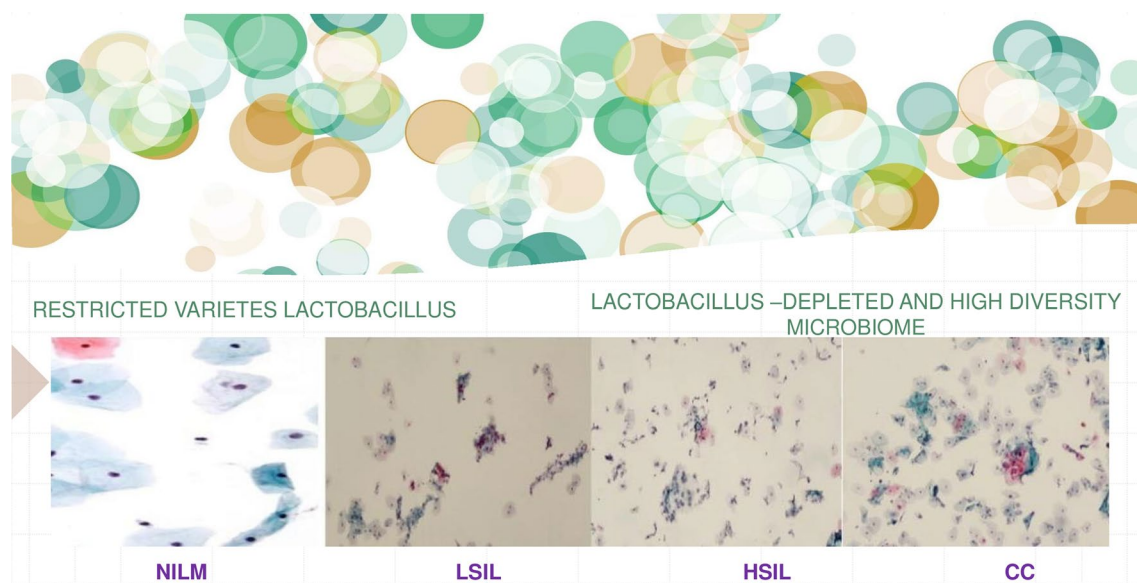 RESTRICTED VARIETES LACTOBACILLUS
LACTOBACILLUS –DEPLETED AND HIGH DIVERSITY
MICROBIOME
NILM
LSIL
HSIL
CC